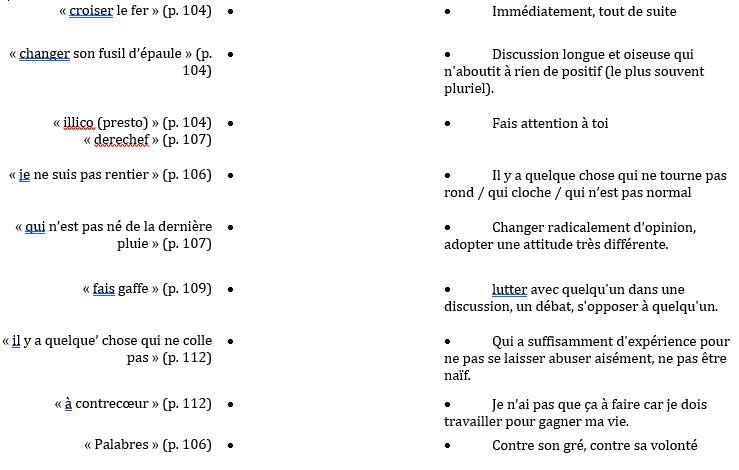 « croiser le fer » (p. 104) • • Immédiatement, tout de suite
« changer son fusil d’épaule » (p. 104) •
• Discussion longue et oiseuse qui
n'aboutit à rien de positif (le plus souvent
pluriel).
« illico (presto) » (p. 104) • • Fais attention à toi
« derechef » (p. 107) •
« je ne suis pas rentier » (p. 106) • • Il y a quelque chose qui ne tourne pas
rond / qui cloche / qui n’est pas normal
« qui n’est pas né de la dernière
pluie » (p. 107) •
• Changer radicalement d’opinion,
adopter une attitude très différente.
« fais gaffe » (p. 109) • • lutter avec quelqu'un dans une
discussion, un débat, s'opposer à quelqu'un.
« il y a quelque’ chose qui ne colle
pas » (p. 112) •
• Qui a suffisamment d'expérience pour
ne pas se laisser abuser aisément, ne pas être
naïf.
« à contrecœur » (p. 112) • • Je n’ai pas que ça à faire car je dois
travailler pour gagner ma vie.
« Palabres » (p. 106) • • Contre son gré, contre sa volonté